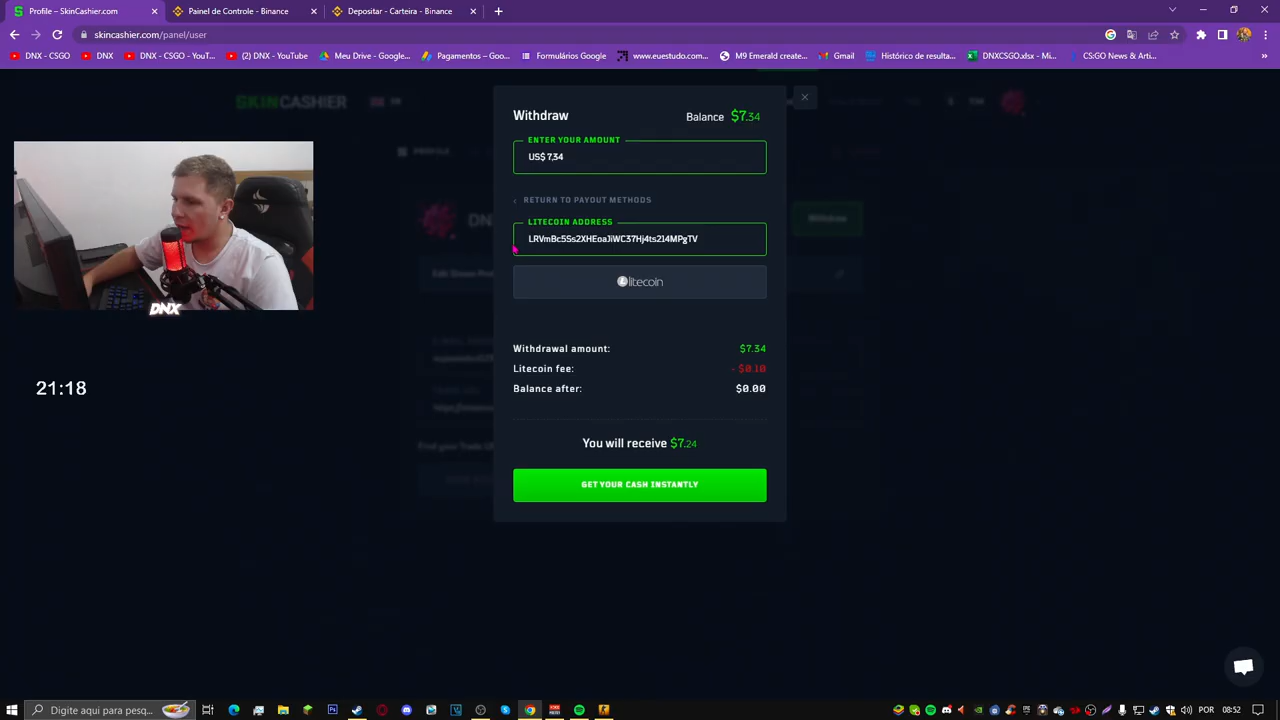 Profile – SkinCashier.com
Painel de Controle - Binance
Depositar - Carteira - Binance
skincashier.com/panel/user
DNX - CSGO
DNX - YouTube
DNX - CSGO - YouT...
(2) DNX - YouTube
Meu Drive - Google...
Pagamentos – Goo...
Formulários Google
www.euestudo.com...
M9 Emerald create...
Gmail
Histórico de resulta...
DNXCSGO.xlsx - Mi...
CS:GO News & Arti...
SKINCASHIER
Withdraw
Balance $7.34
ENTER YOUR AMOUNT
US$ 7,34
PROFILE
RETURN TO PAYOUT METHODS
LITECOIN ADDRESS
LRVmBc5Ss2XHEoaJiWC37Hj4ts214MPgTV
Withdraw
litecoin
DNX
Withdrawal amount: $7.34
Litecoin fee: - $0.10
Balance after: $0.00
21:18
You will receive $7.24
GET YOUR CASH INSTANTLY
Digite aqui para pesq...
POR 08:52